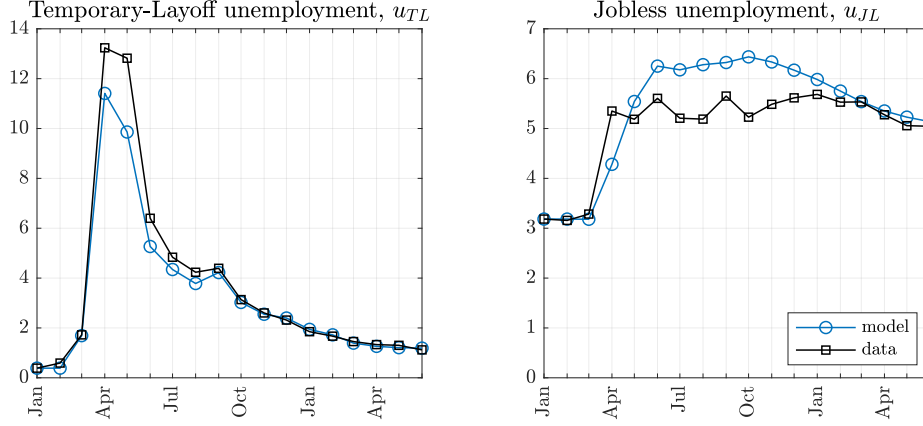 Temporary-Layoff unemployment, u_TL
14
12
10
8
6
4
2
0
Jan
Apr
Jul
Oct
Jan
Apr
Jobless unemployment, u_JL
7
6
5
4
3
2
1
0
Jan
Apr
Jul
Oct
Jan
Apr
model
data